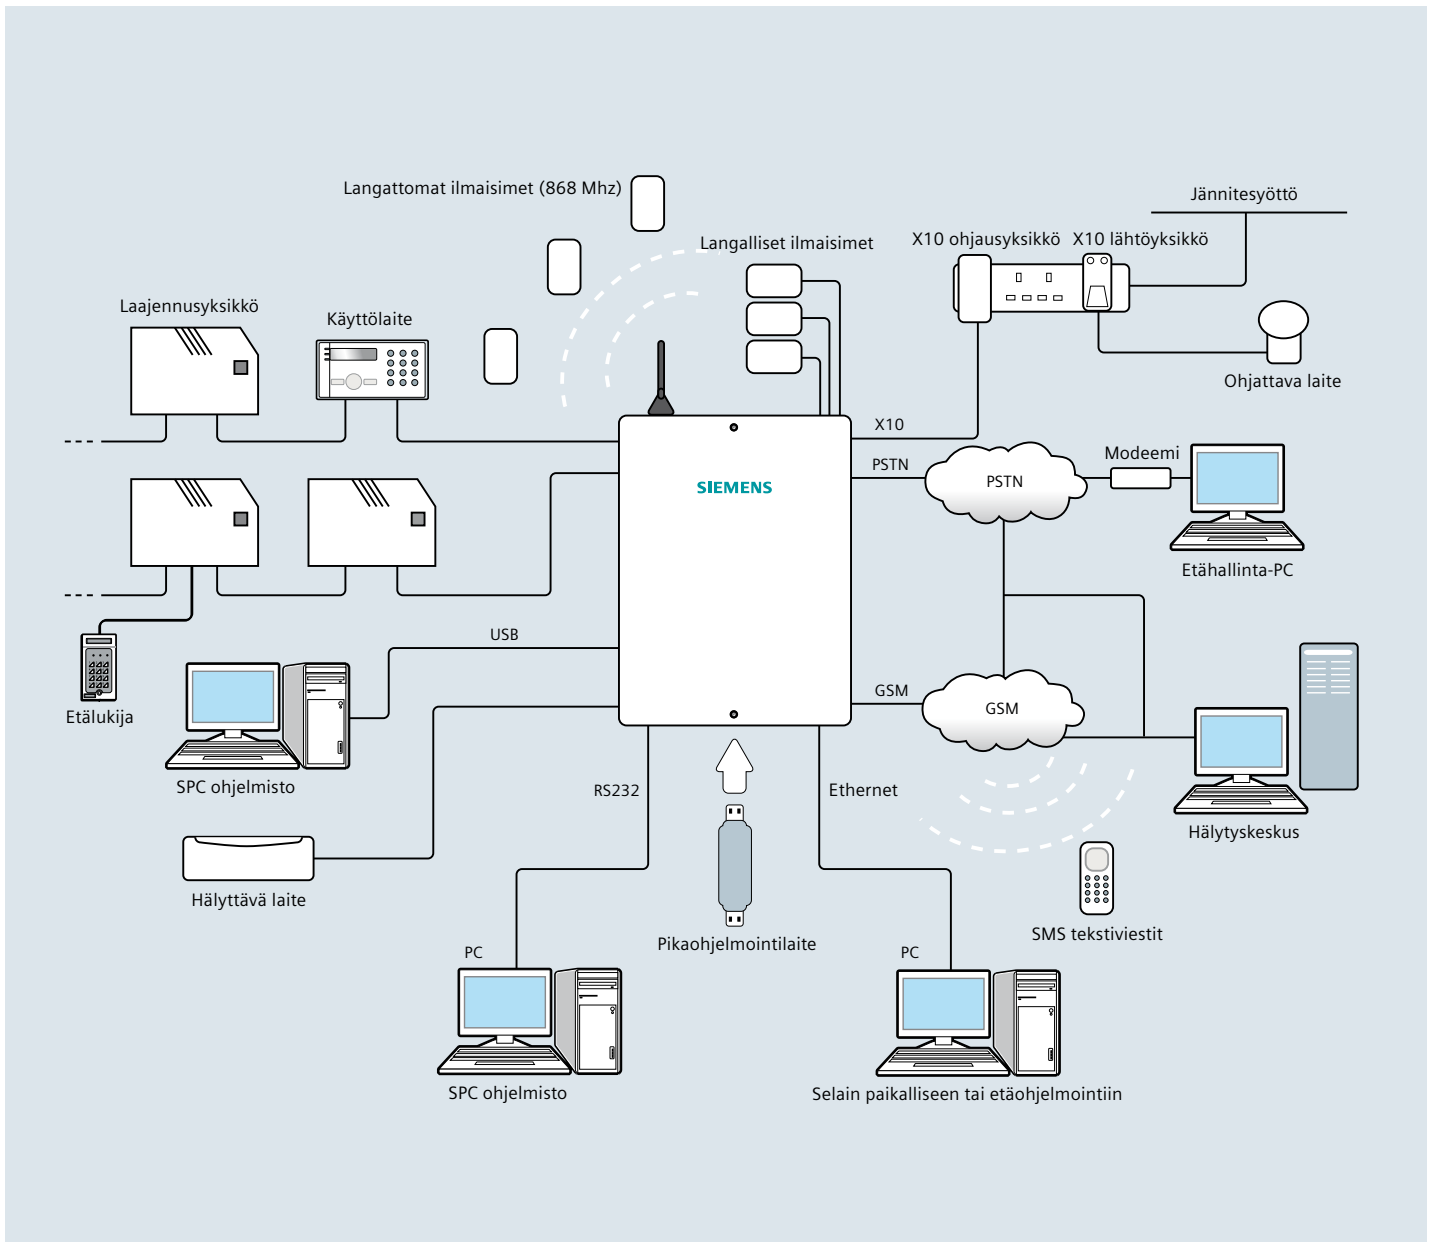 Langattomat ilmaisimet (868 Mhz)
Jännitesyöttö
Langalliset ilmaisimet
X10 ohjausyksikkö
X10 lähtöyksikkö
Laajennusyksikkö
Käyttölaite
Ohjattava laite
X10
PSTN
PSTN
Modeemi
SIEMENS
Etähallinta-PC
USB
GSM
GSM
Etälukija
SPC ohjelmisto
RS232
Ethernet
Hälytyskeskus
Hälyttävä laite
Pikaohjelmointilaite
SMS tekstiviestit
PC
PC
SPC ohjelmisto
Selain paikalliseen tai etäohjelmointiin